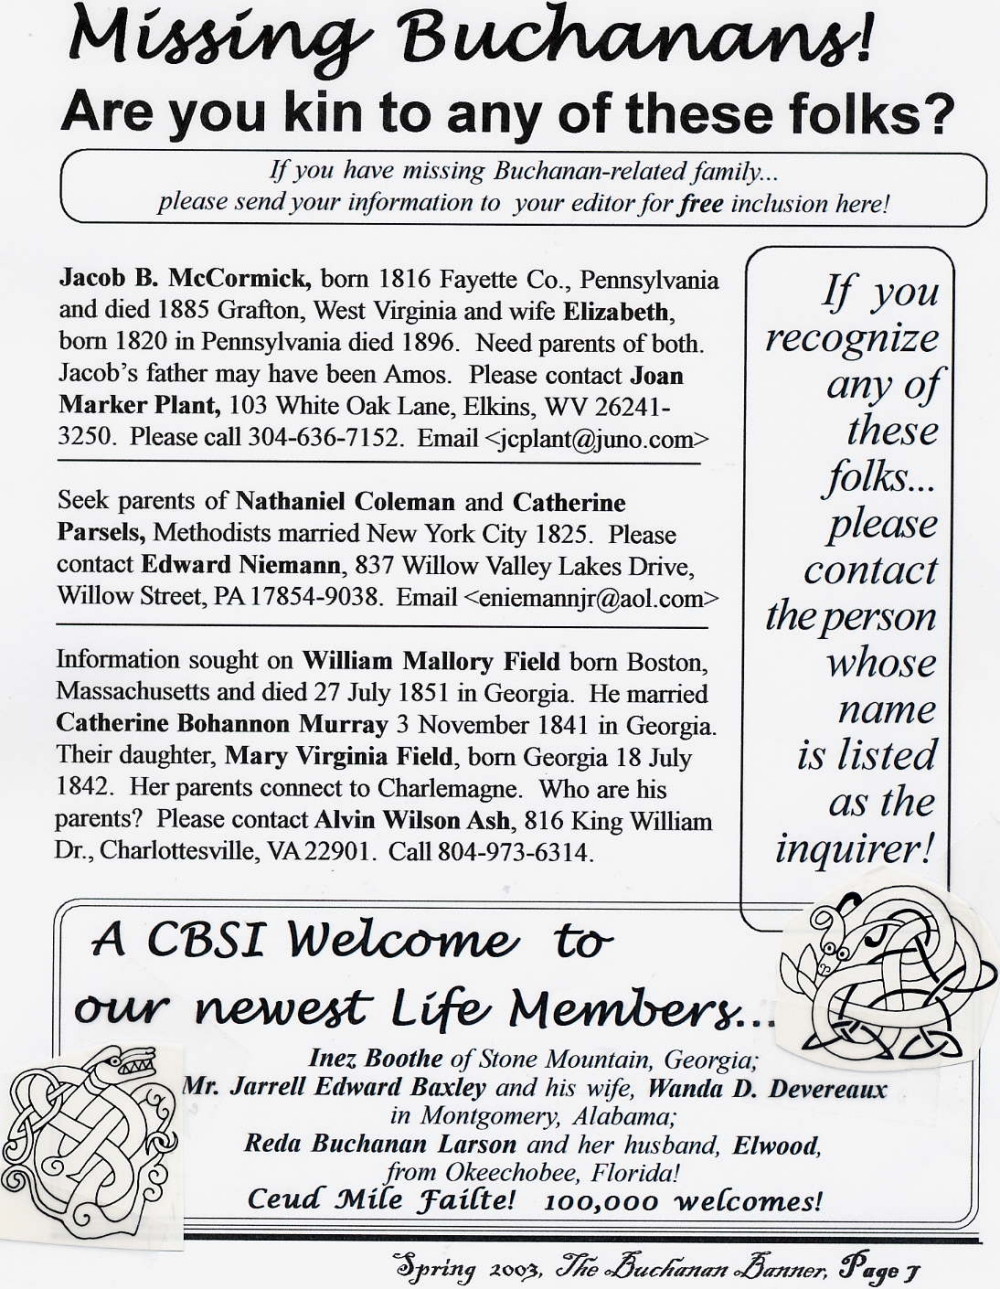 Missing Buchanans!
Are you kin to any of these folks?
If you have missing Buchanan-related family...
please send your information to your editor for free inclusion here!
Jacob B. McCormick, born 1816 Fayette Co., Pennsylvania
and died 1885 Grafton, West Virginia and wife Elizabeth,
born 1820 in Pennsylvania died 1896. Need parents of both.
Jacob's father may have been Amos. Please contact Joan
Marker Plant, 103 White Oak Lane, Elkins, WV 26241-
3250. Please call 304-636-7152. Email <jcplant@juno.com>
Seek parents of Nathaniel Coleman and Catherine
Parsels, Methodists married New York City 1825. Please
contact Edward Niemann, 837 Willow Valley Lakes Drive,
Willow Street, PA 17854-9038. Email <eniemannjr@aol.com>
Information sought on William Mallory Field born Boston,
Massachusetts and died 27 July 1851 in Georgia. He married
Catherine Bohannon Murray 3 November 1841 in Georgia.
Their daughter, Mary Virginia Field, born Georgia 18 July
1842. Her parents connect to Charlemagne. Who are his
parents? Please contact Alvin Wilson Ash, 816 King William
Dr., Charlottesville, VA 22901. Call 804-973-6314.
If you
recognize
any of
these
folks...
please
contact
the person
whose
name
is listed
as the
inquirer!
A CBSI Welcome to
our newest Life Members...
Inez Boothe of Stone Mountain, Georgia;
Mr. Jarrell Edward Baxley and his wife, Wanda D. Devereaux
in Montgomery, Alabama;
Reda Buchanan Larson and her husband, Elwood,
from Okeechobee, Florida!
Ceud Mile Failte! 100,000 welcomes!
Spring 2003, The Buchanan Banner, Page 7